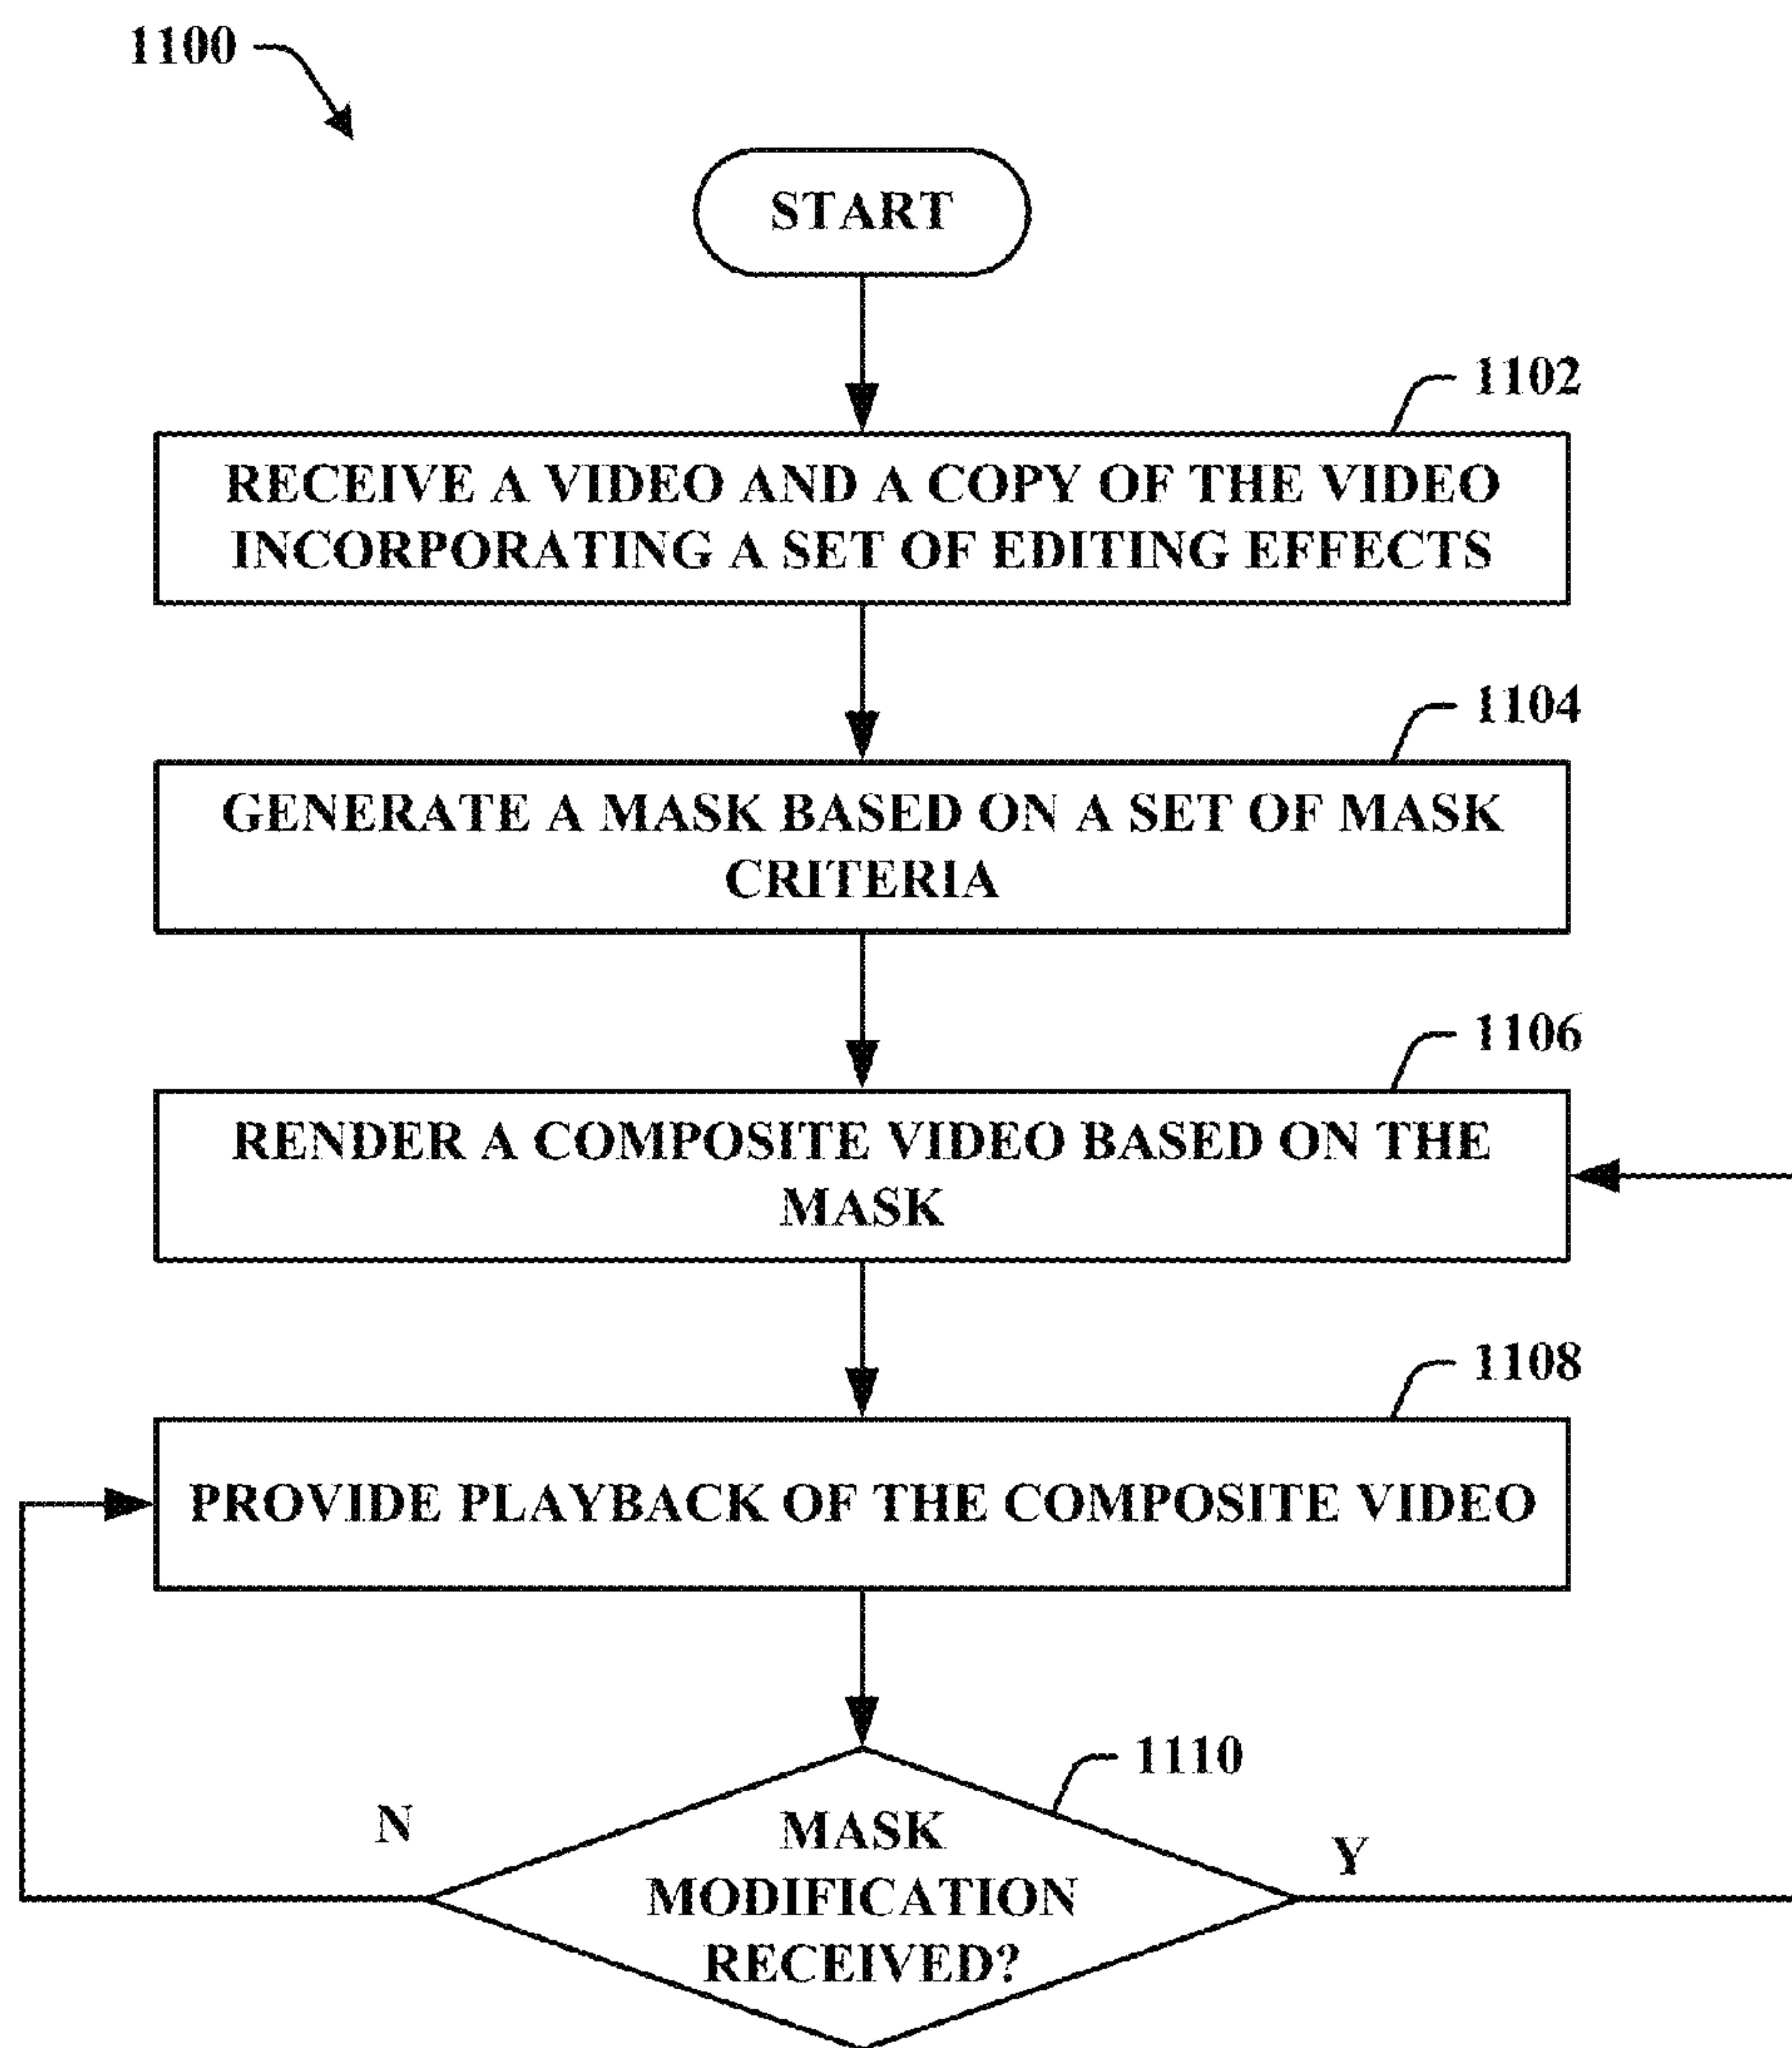 1100
START
1102
RECEIVE A VIDEO AND A COPY OF THE VIDEO
INCORPORATING A SET OF EDITING EFFECTS
1104
GENERATE A MASK BASED ON A SET OF MASK
CRITERIA
1106
RENDER A COMPOSITE VIDEO BASED ON THE
MASK
1108
PROVIDE PLAYBACK OF THE COMPOSITE VIDEO
1110
N
MASK
MODIFICATION
RECEIVED?
Y